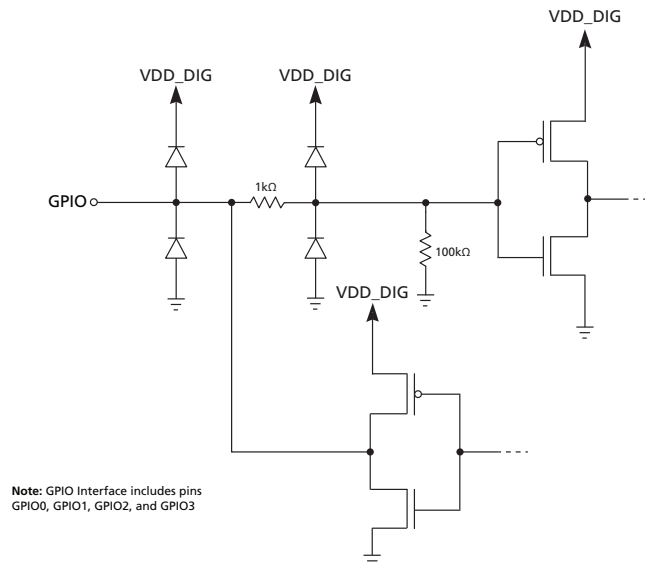 VDD_DIG
VDD_DIG
VDD_DIG
1kΩ
GPIO
100kΩ
VDD_DIG
Note: GPIO Interface includes pins
GPIO0, GPIO1, GPIO2, and GPIO3